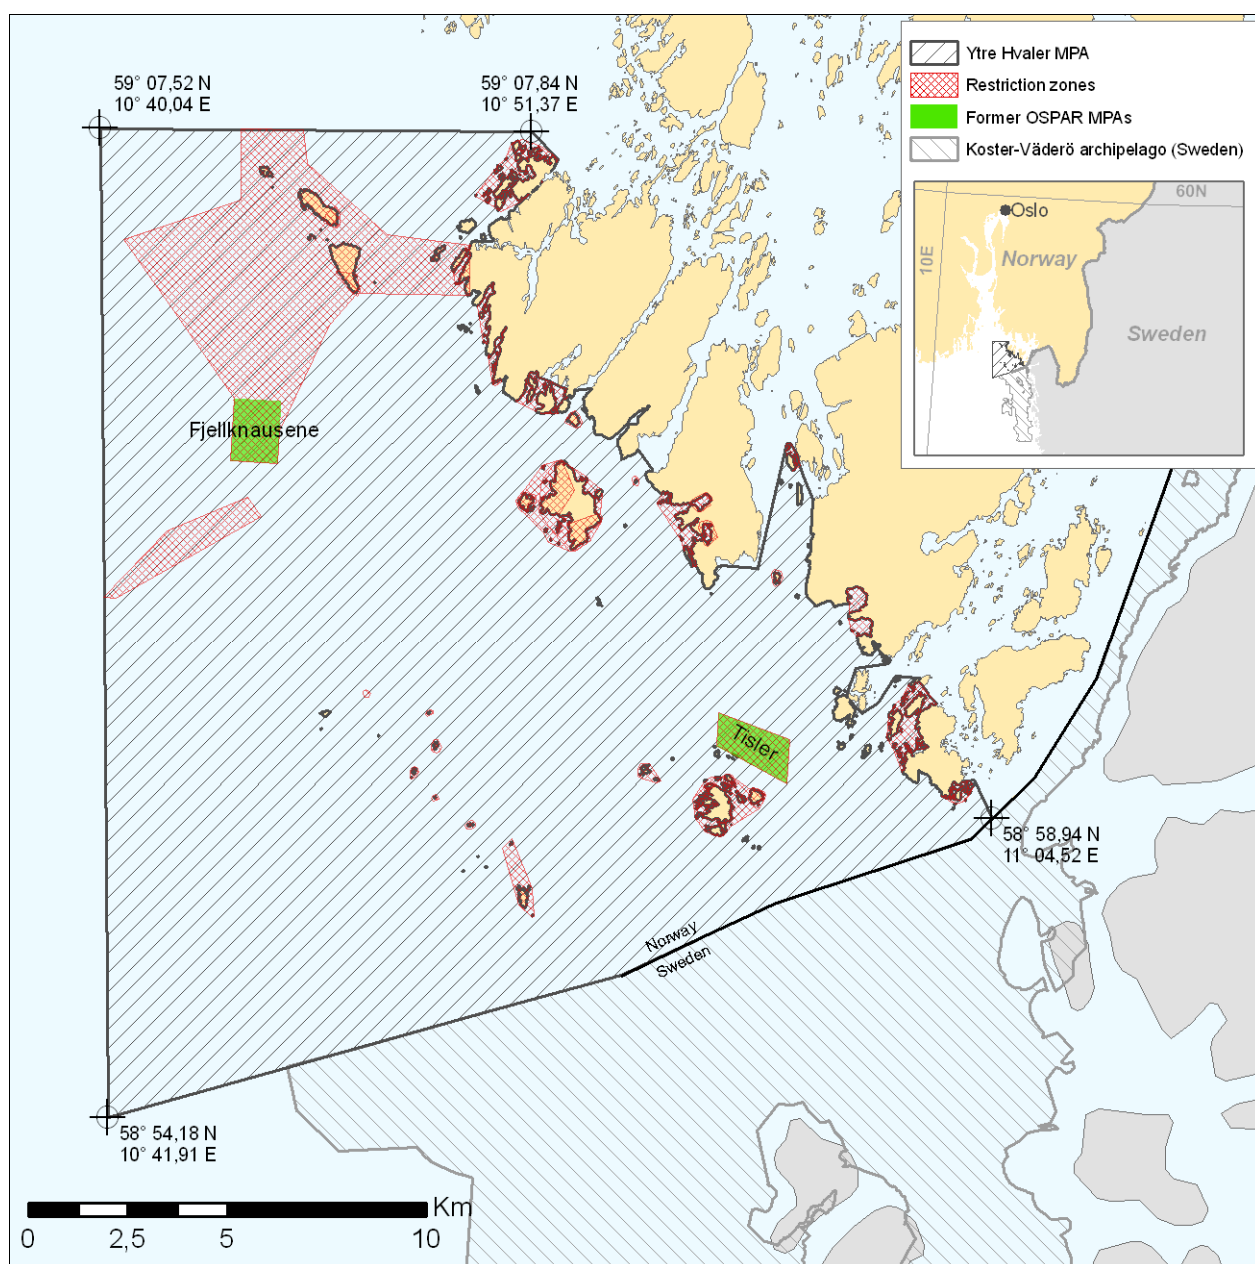 59° 07,52 N
10° 40,04 E
59° 07,84 N
10° 51,37 E
Ytre Hvaler MPA
Restriction zones
Former OSPAR MPAs
Koster-Väderö archipelago (Sweden)
60N
Oslo
10E
Norway
Sweden
Fjellknausene
Tisler
58° 58,94 N
11° 04,52 E
Norway
Sweden
58° 54,18 N
10° 41,91 E
Km
0 2,5 5 10